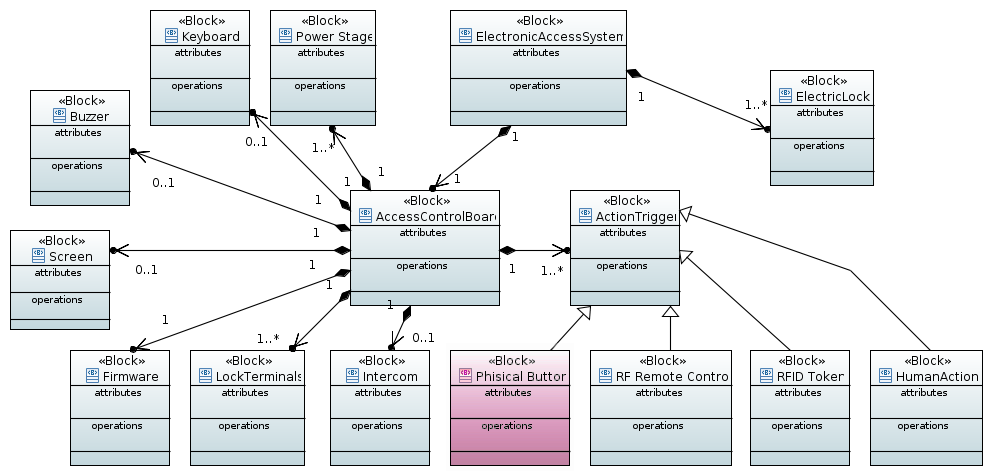 «Block»
Keyboard
attributes
operations
«Block»
Power Stage
attributes
operations
«Block»
ElectronicAccessSystem
attributes
operations
«Block»
ElectricLock
attributes
operations
«Block»
Buzzer
attributes
operations
1
1..*
0..1
1..*
1
0..1
1
1
1
«Block»
AccessControlBoar
attributes
operations
«Block»
ActionTrigger
attributes
operations
1
1
«Block»
Screen
attributes
operations
0..1
1
1
1..*
1
1
1
1..*
0..1
«Block»
Firmware
attributes
operations
«Block»
LockTerminals
attributes
operations
«Block»
Intercom
attributes
operations
«Block»
Phisical Button
attributes
operations
«Block»
RF Remote Contro
attributes
operations
«Block»
RFID Token
attributes
operations
«Block»
HumanAction
attributes
operations